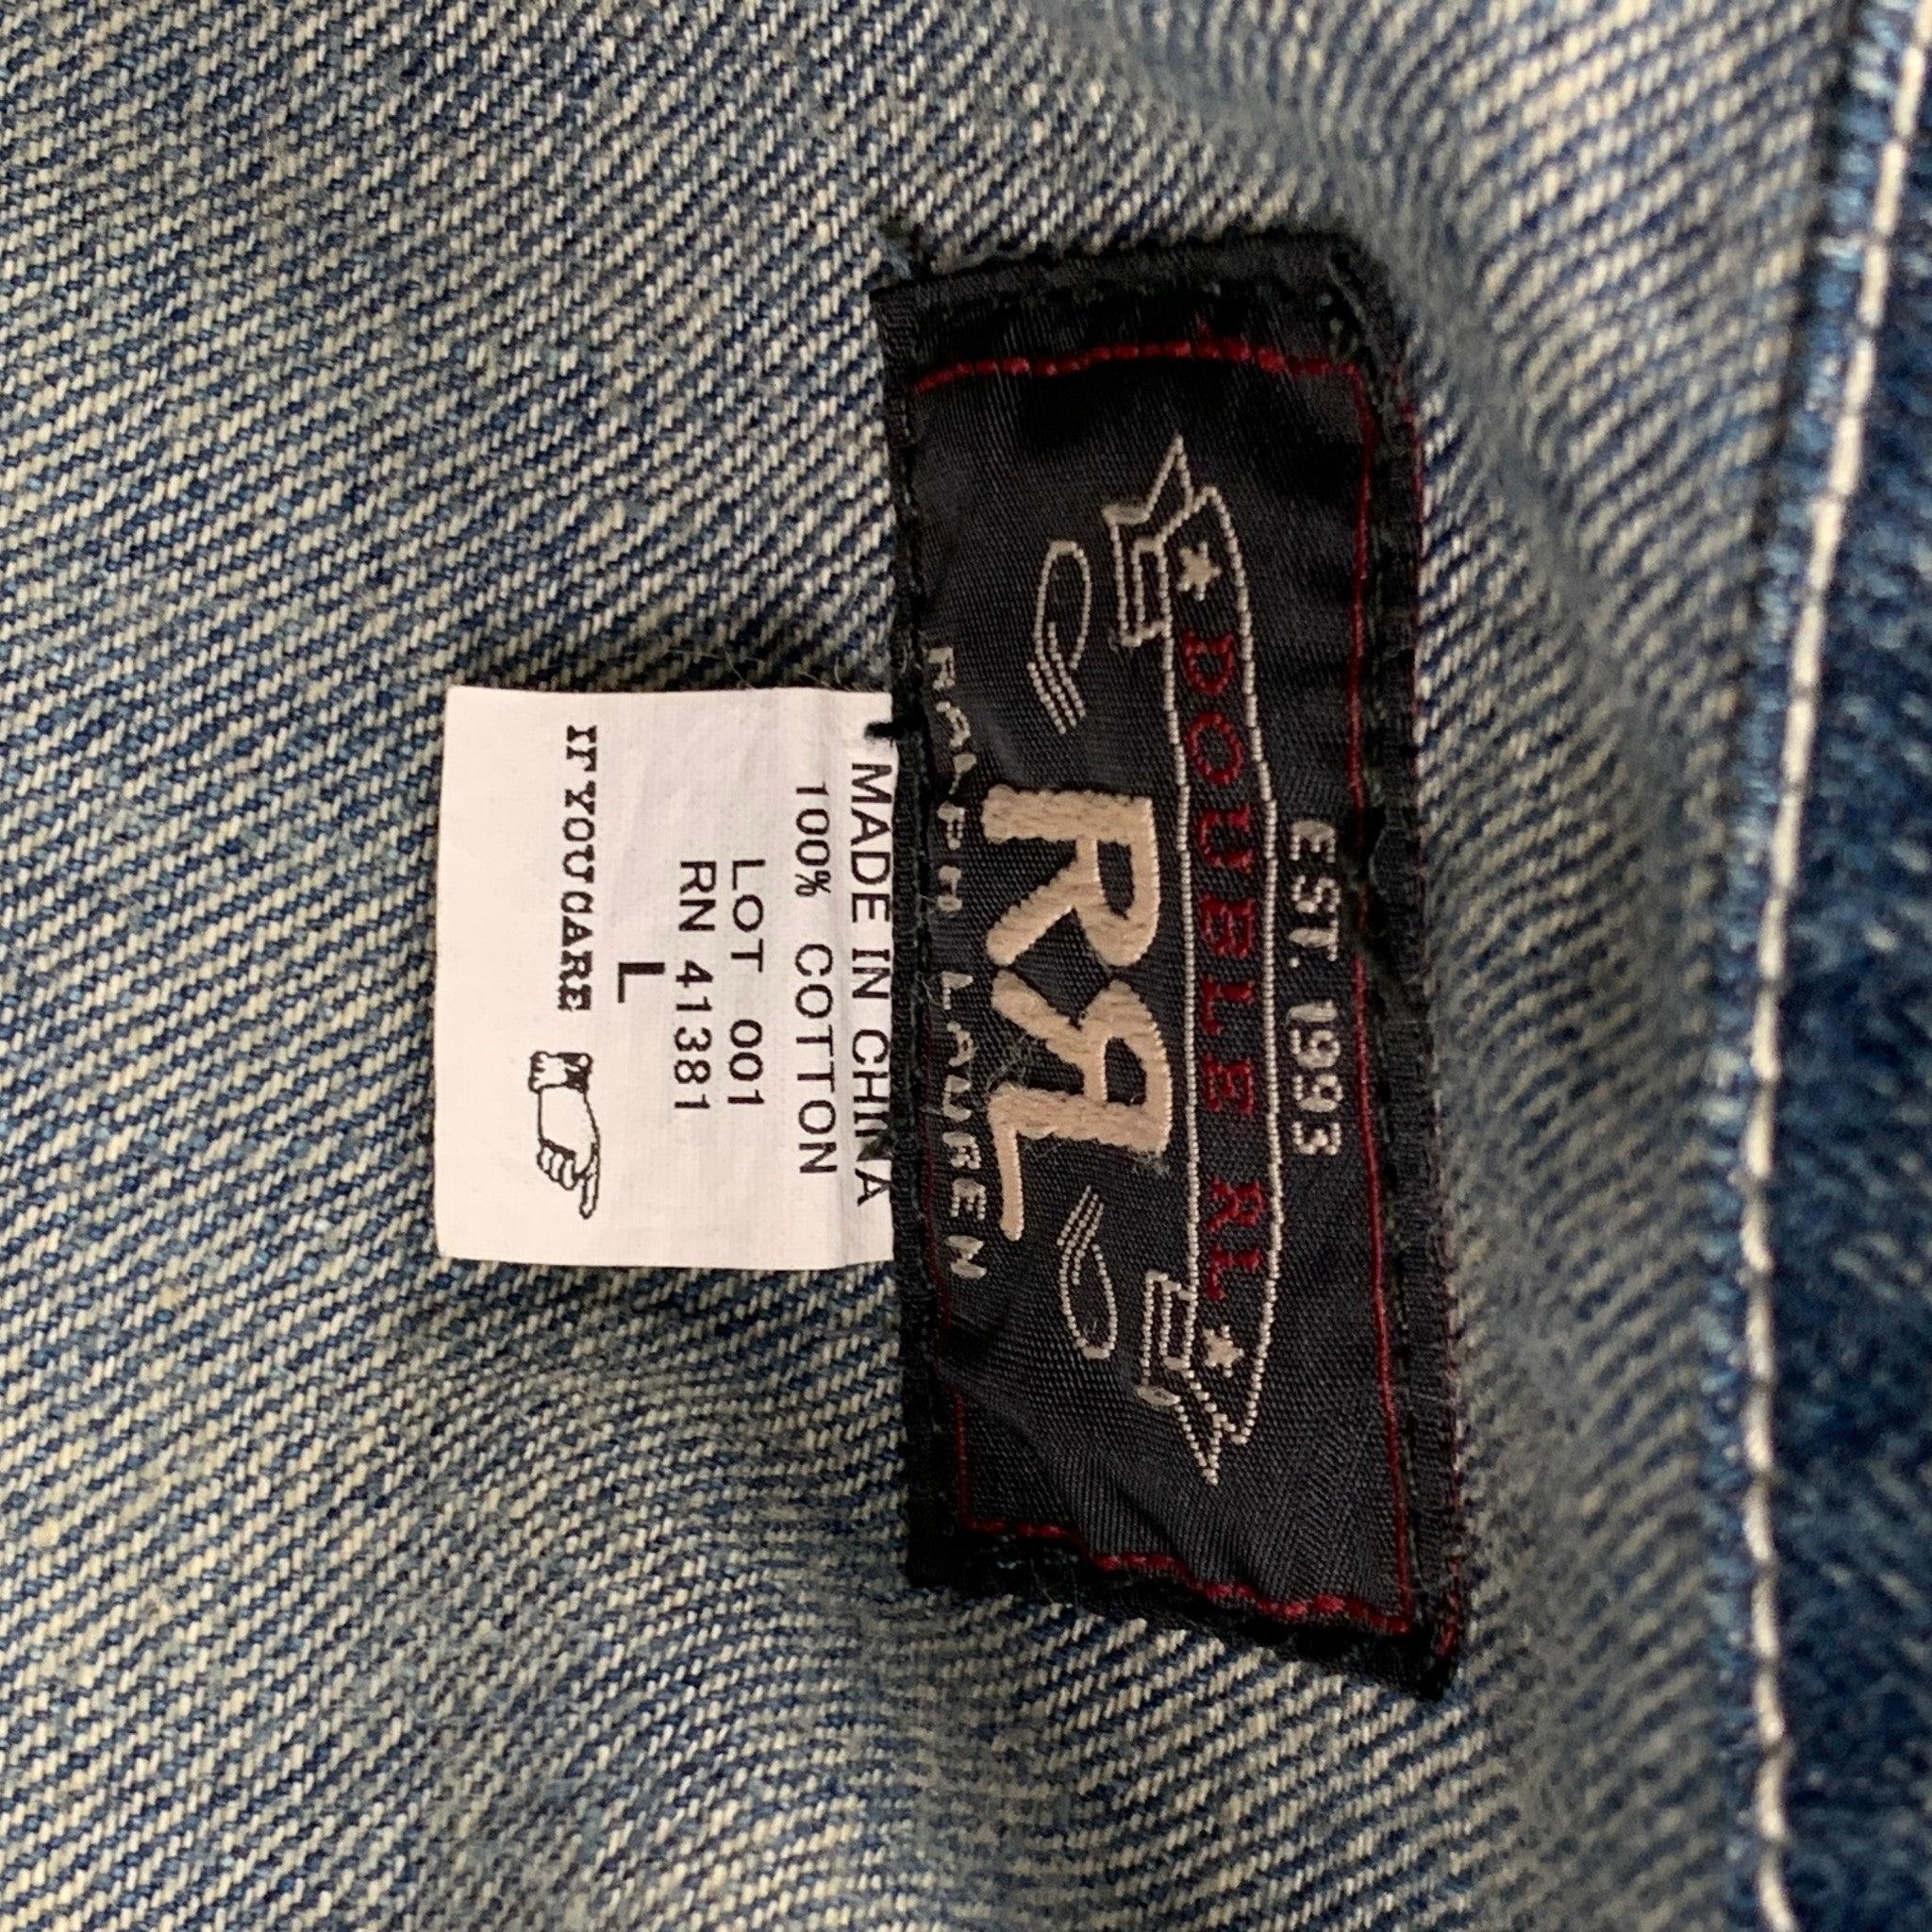 EST. 1993
DOUBLE RL
RRL
RALPH LAUREN
MADE IN CHINA
100% COTTON
LOT 001
RN 41381
L
IF YOU CARE